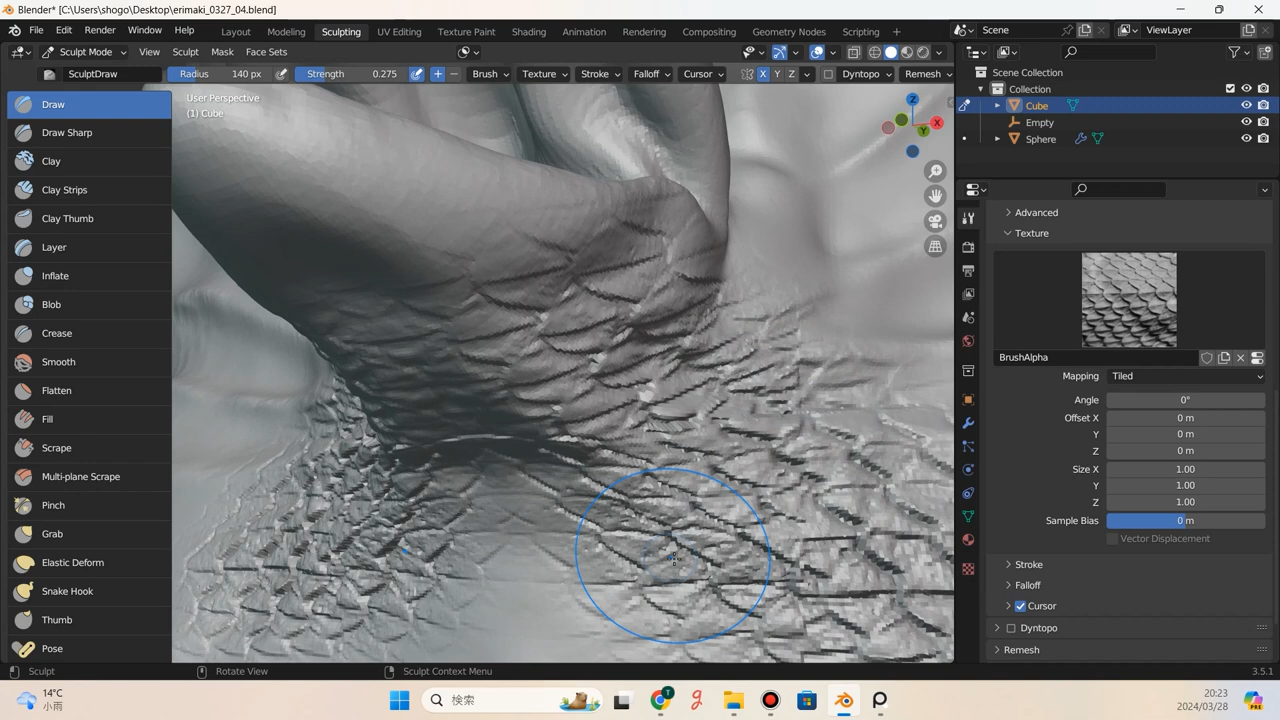 Blender* [C:\Users\shogo\Desktop\erimaki_0327_04.blend]
File Edit Render Window Help
Layout Modeling Sculpting UV Editing Texture Paint Shading Animation Rendering Compositing Geometry Nodes Scripting +
Scene
ViewLayer
Sculpt Mode View Sculpt Mask Face Sets
SculptDraw Radius 140 px Strength 0.275 Brush Texture Stroke Falloff Cursor X Y Z Dyntopo Remesh
User Perspective
(1) Cube
Z
X
Y
Draw
Draw Sharp
Clay
Clay Strips
Clay Thumb
Layer
Inflate
Blob
Crease
Smooth
Flatten
Fill
Scrape
Multi-plane Scrape
Pinch
Grab
Elastic Deform
Snake Hook
Thumb
Pose
Scene Collection
Collection
Cube
Empty
Sphere
Advanced
Texture
BrushAlpha
Mapping Tiled
Angle 0°
Offset X 0 m
Y 0 m
Z 0 m
Size X 1.00
Y 1.00
Z 1.00
Sample Bias 0 m
Vector Displacement
Stroke
Falloff
Cursor
Dyntopo
Remesh
Sculpt Rotate View Sculpt Context Menu 3.5.1
14°C
小雨
検索
T
20:23
2024/03/28
PRE